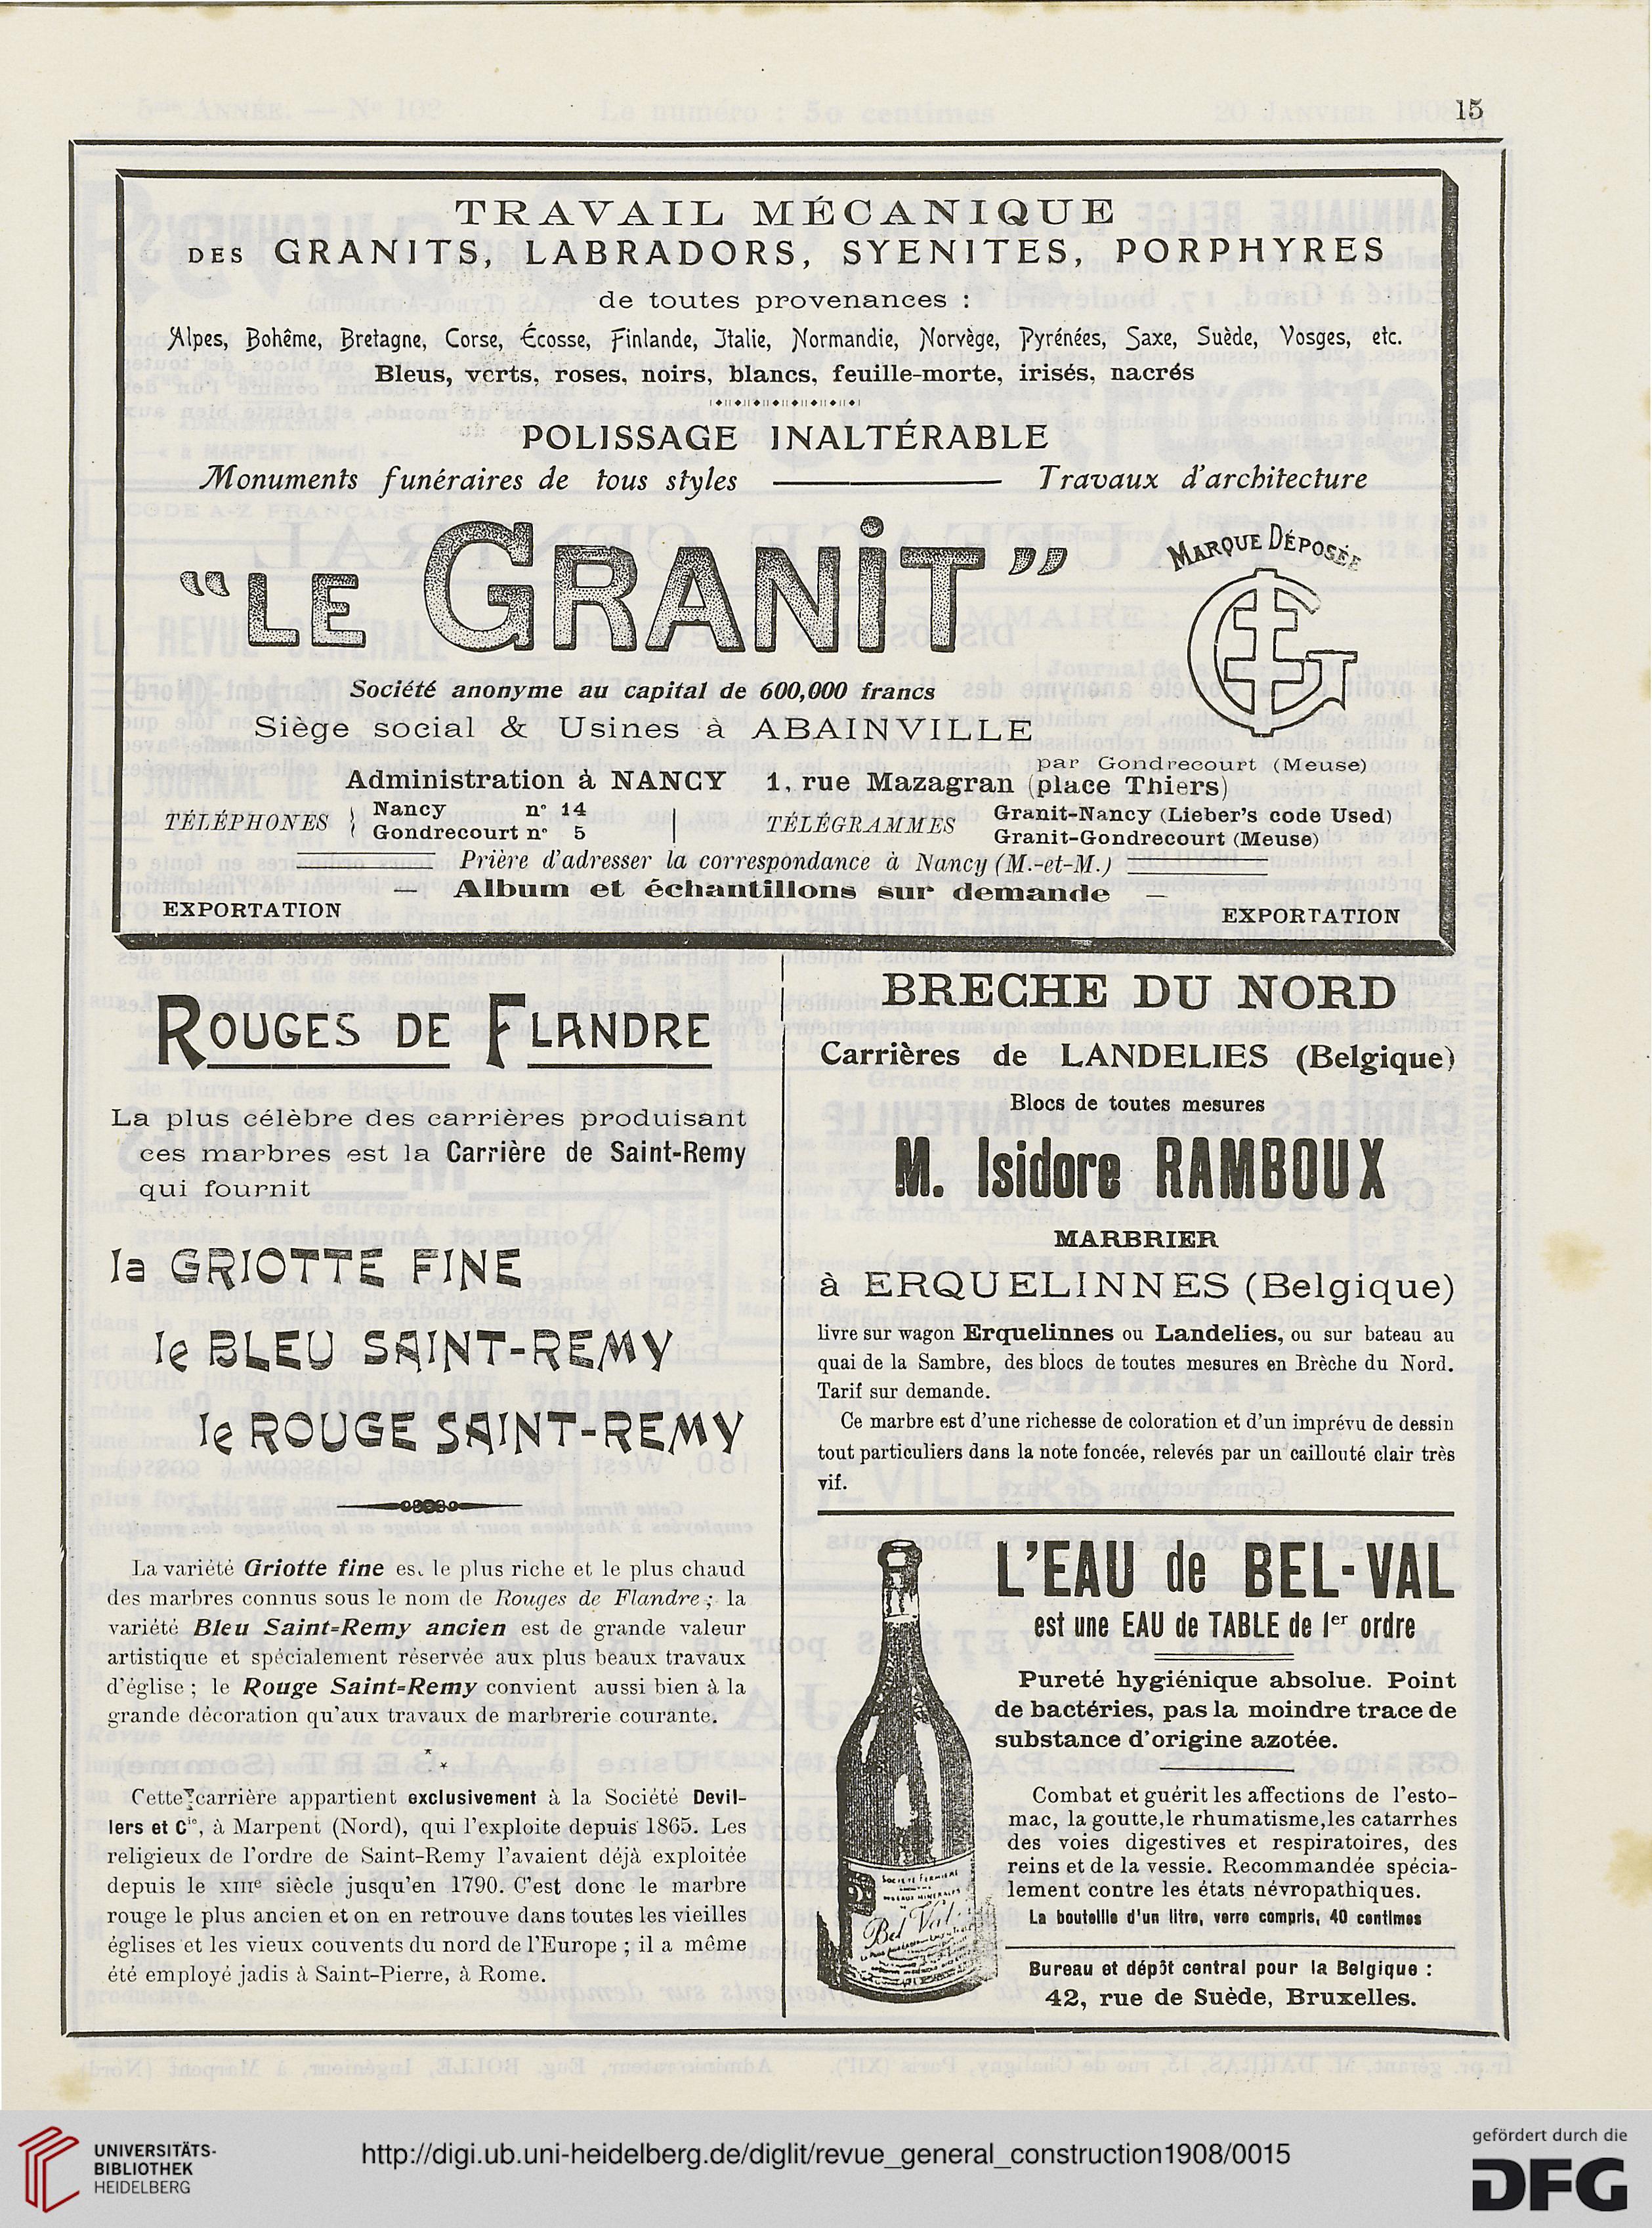 15
TRAVAIL MÉCANIQUE
DES GRANITS, LABRADORS, SYENITES, PORPHYRES
de toutes provenances :
Alpes, Bohême, Bretagne, Corse, Écosse, Finlande, Italie, Normandie, Norvège, Pyrénées, Saxe, Suède, Vosges, etc.
Bleus, verts, roses, noirs, blancs, feuille-morte, irisés, nacrés
POLISSAGE INALTÉRABLE
Monuments funéraires de tous styles — Travaux d'architecture
“LE GRANIT”
MARQUE DÉPOSÉE
Société anonyme au capital de 600,000 francs
Siège social & Usines à ABAINVILLE
par Gondrecourt (Meuse)
Administration à NANCY 1, rue Mazagran (place Thiers)
TÉLÉPHONES { Nancy n° 14
Gondrecourt n° 5
TÉLÉGRAMMES Granit-Nancy (Lieber's code Used)
Granit-Gondrecourt (Meuse)
Prière d'adresser la correspondance à Nancy (M.-et-M.)
— Album et échantillons sur demande —
EXPORTATION
EXPORTATION
ROUGES DE FLANDRE
La plus célèbre des carrières produisant
ces marbres est la Carrière de Saint-Remy
qui fournit
la GRIOTTE FINE
le BLEU SAINT-REMY
le ROUGE SAINT-REMY
La variété Griotte fine est le plus riche et le plus chaud
des marbres connus sous le nom de Rouges de Flandre ; la
variété Bleu Saint-Remy ancien est de grande valeur
artistique et spécialement réservée aux plus beaux travaux
d'église ; le Rouge Saint-Remy convient aussi bien à la
grande décoration qu'aux travaux de marbrerie courante.
* *
Cette carrière appartient exclusivement à la Société Devil-
lers et Cie, à Marpent (Nord), qui l'exploite depuis 1865. Les
religieux de l'ordre de Saint-Remy l'avaient déjà exploitée
depuis le XIIIe siècle jusqu'en 1790. C'est donc le marbre
rouge le plus ancien et on en retrouve dans toutes les vieilles
églises et les vieux couvents du nord de l'Europe ; il a même
été employé jadis à Saint-Pierre, à Rome.
BRECHE DU NORD
Carrières de LANDELIES (Belgique)
Blocs de toutes mesures
M. Isidore RAMBOUX
MARBRIER
à ERQUELINNES (Belgique)
livre sur wagon Erquelinnes ou Landelies, ou sur bateau au
quai de la Sambre, des blocs de toutes mesures en Brèche du Nord.
Tarif sur demande.
Ce marbre est d'une richesse de coloration et d'un imprévu de dessin
tout particuliers dans la note foncée, relevés par un caillouté clair très
vif.
L'EAU de BEL-VAL
est une EAU de TABLE de 1er ordre
Pureté hygiénique absolue. Point
de bactéries, pas la moindre trace de
substance d'origine azotée.
Combat et guérit les affections de l'esto-
mac, la goutte, le rhumatisme, les catarrhes
des voies digestives et respiratoires, des
reins et de la vessie. Recommandée spécia-
lement contre les états névropathiques.
La bouteille d'un litre, verre compris, 40 centimes
Bureau et dépôt central pour la Belgique :
42, rue de Suède, Bruxelles.
SOCIETE FERMIERE
EAUX MINERALES
Bel Val
UNIVERSITÄTS-
BIBLIOTHEK
HEIDELBERG
http://digi.ub.uni-heidelberg.de/diglit/revue_general_construction1908/0015
gefördert durch die
DFG